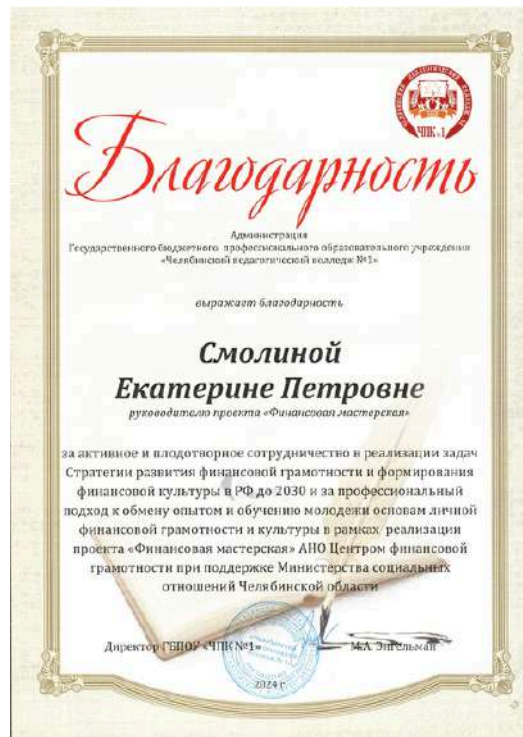 ЧПК №1
Благодарность
Администрация
Государственного бюджетного профессионального образовательного учреждения
«Челябинский педагогический колледж №1»
выражает благодарность
Смолиной
Екатерине Петровне
руководителю проекта «Финансовая мастерская»
за активное и плодотворное сотрудничество в реализации задач
Стратегии развития финансовой грамотности и формирования
финансовой культуры в РФ до 2030 и за профессиональный
подход к обмену опытом и обучению молодежи основам личной
финансовой грамотности и культуры в рамках реализации
проекта «Финансовая мастерская» АНО Центром финансовой
грамотности при поддержке Министерства социальных
отношений Челябинской области
Директор ГБПОУ «ЧПК №1» М.А. Энгельман
2024 г